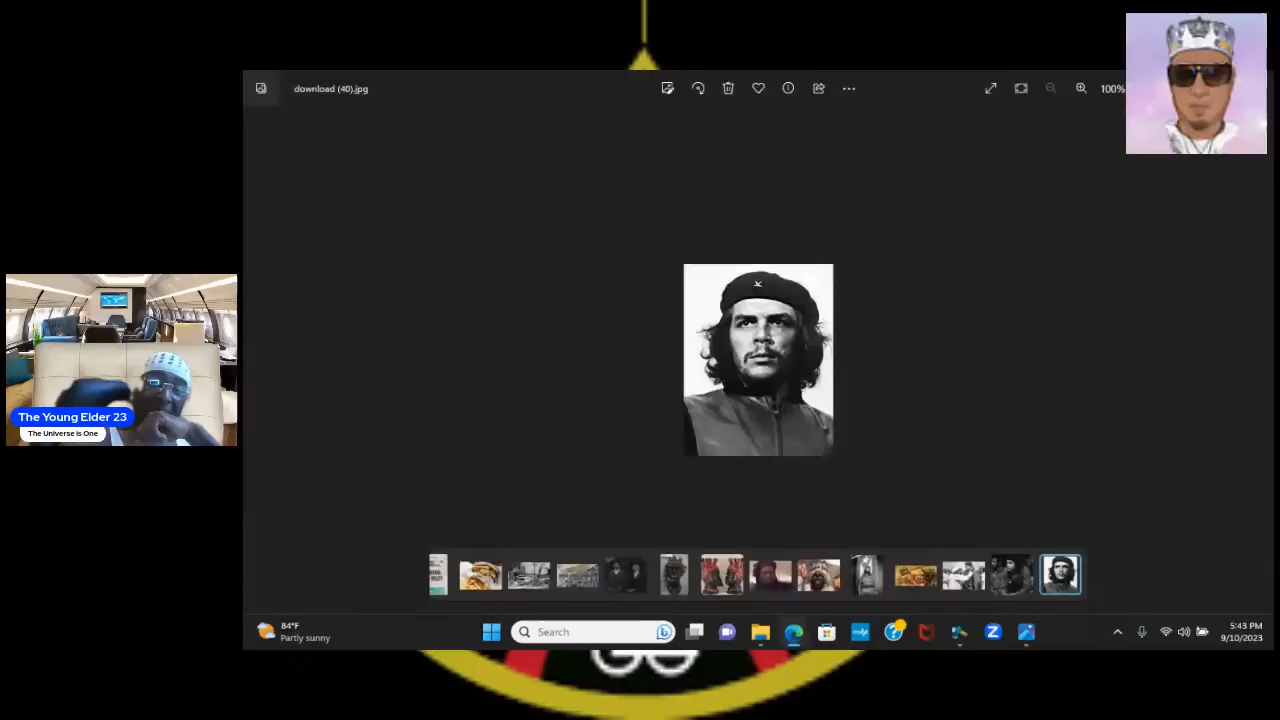 download (40).jpg
100%
The Young Elder 23
The Universe is One
84°F
Partly sunny
Search
5:43 PM
9/10/2023